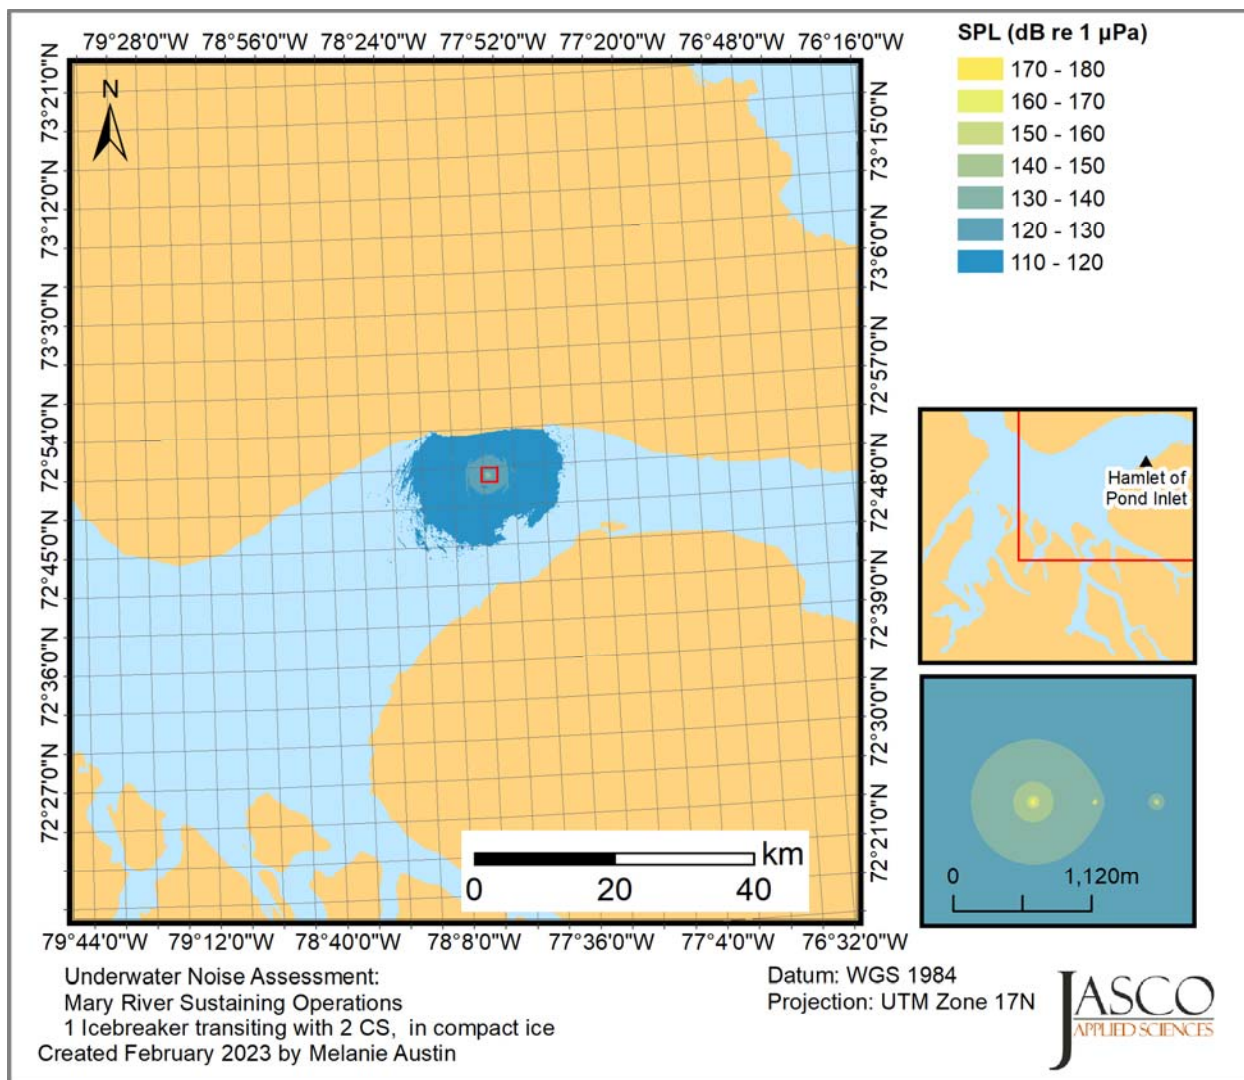 79°28'0"W 78°56'0"W 78°24'0"W 77°52'0"W 77°20'0"W 76°48'0"W 76°16'0"W
SPL (dB re 1 µPa)
170 - 180
160 - 170
150 - 160
140 - 150
130 - 140
120 - 130
110 - 120
N
73°21'0"N
73°12'0"N
73°3'0"N
72°54'0"N
72°45'0"N
72°36'0"N
72°27'0"N
73°15'0"N
73°6'0"N
72°57'0"N
72°48'0"N
72°39'0"N
72°30'0"N
72°21'0"N
Hamlet of
Pond Inlet
km
0 20 40
0 1,120m
79°44'0"W 79°12'0"W 78°40'0"W 78°8'0"W 77°36'0"W 77°4'0"W 76°32'0"W
Underwater Noise Assessment:
Mary River Sustaining Operations
1 Icebreaker transiting with 2 CS, in compact ice
Created February 2023 by Melanie Austin
Datum: WGS 1984
Projection: UTM Zone 17N
JASCO
APPLIED SCIENCES